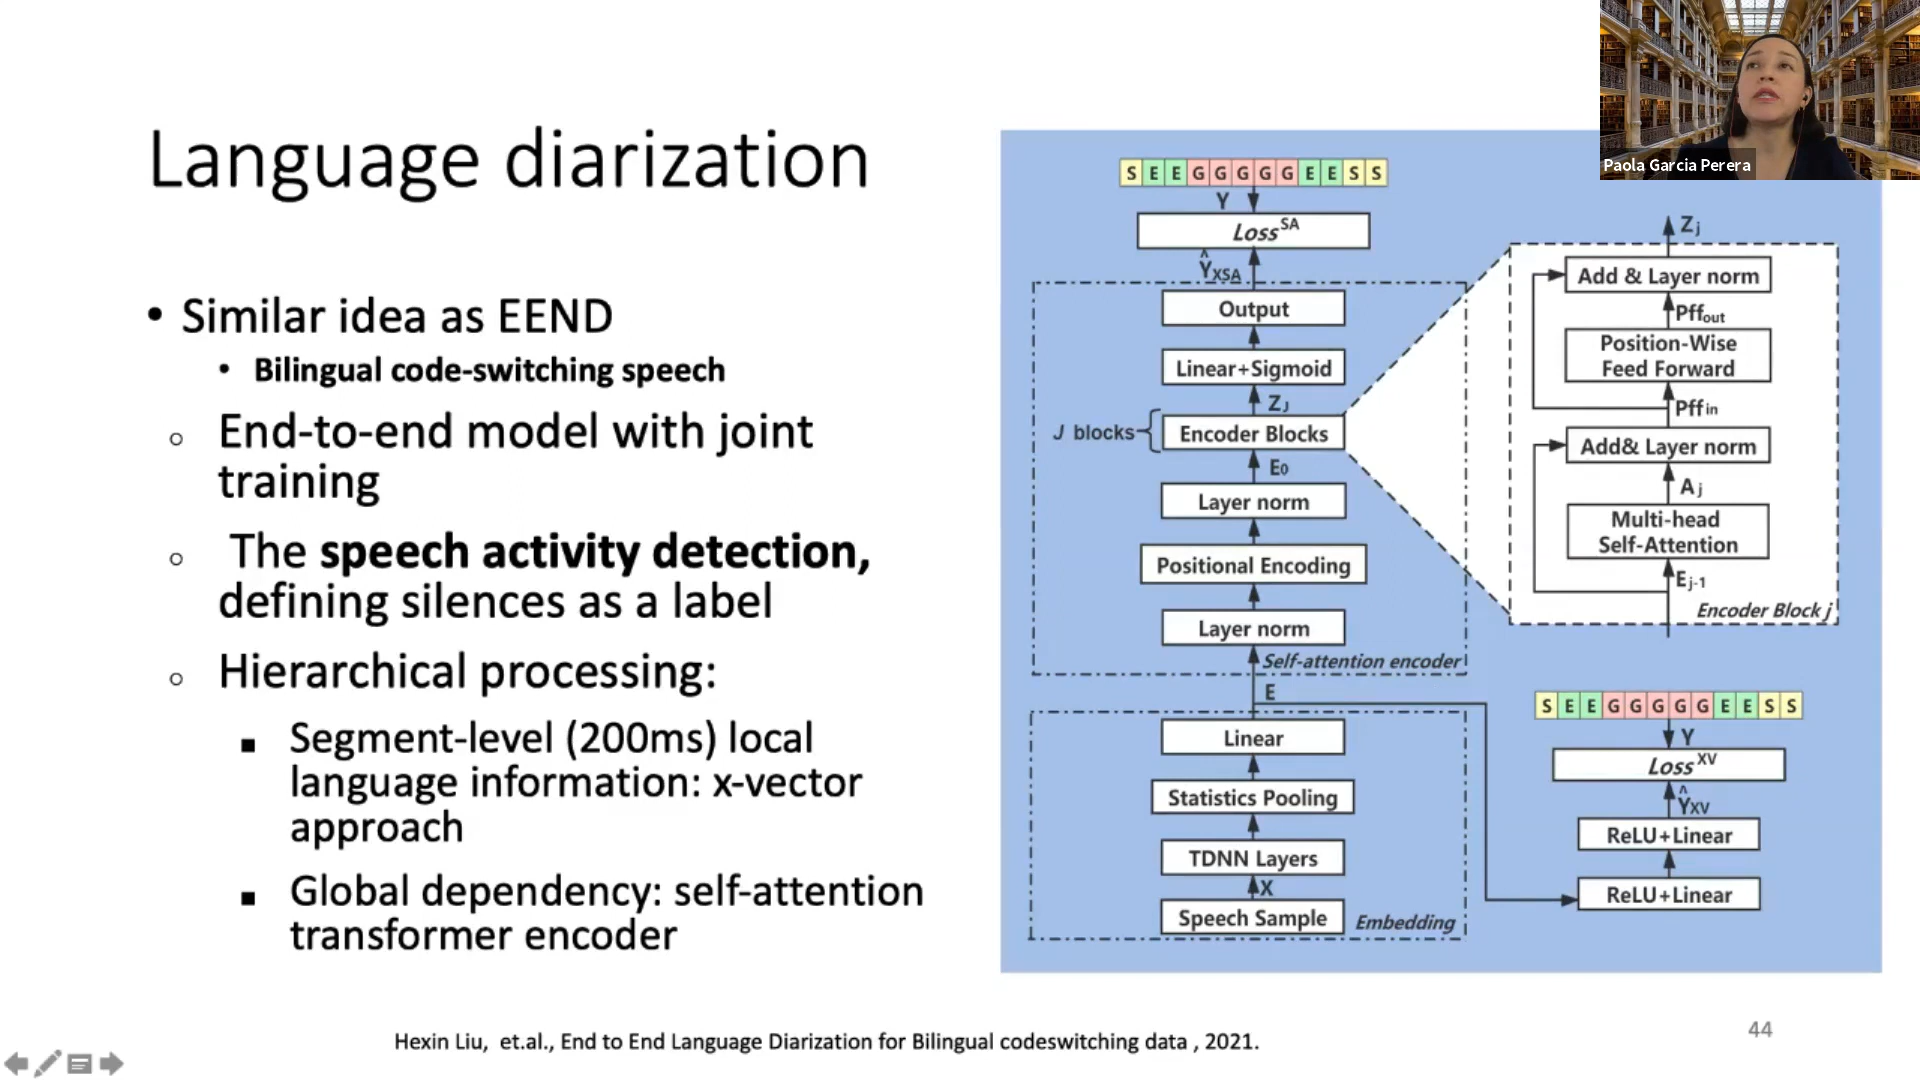 Language diarization
• Similar idea as EEND
• Bilingual code-switching speech
○ End-to-end model with joint
training
○ The speech activity detection,
defining silences as a label
○ Hierarchical processing:
■ Segment-level (200ms) local
language information: x-vector
approach
■ Global dependency: self-attention
transformer encoder
S E E G G G G G E E S S
Y
Loss^SA
Ŷ_XSA
Output
Linear+Sigmoid
Z_J
J blocks
Encoder Blocks
E_0
Layer norm
Positional Encoding
Layer norm
Self-attention encoder
E
Linear
Statistics Pooling
TDNN Layers
X
Speech Sample
Embedding
Z_j
Add & Layer norm
Pff_out
Position-Wise
Feed Forward
Pff_in
Add& Layer norm
A_j
Multi-head
Self-Attention
E_j-1
Encoder Block j
S E E G G G G G E E S S
Y
Loss^XV
Ŷ_XV
ReLU+Linear
ReLU+Linear
Paola Garcia Perera
Hexin Liu, et.al., End to End Language Diarization for Bilingual codeswitching data , 2021.
44